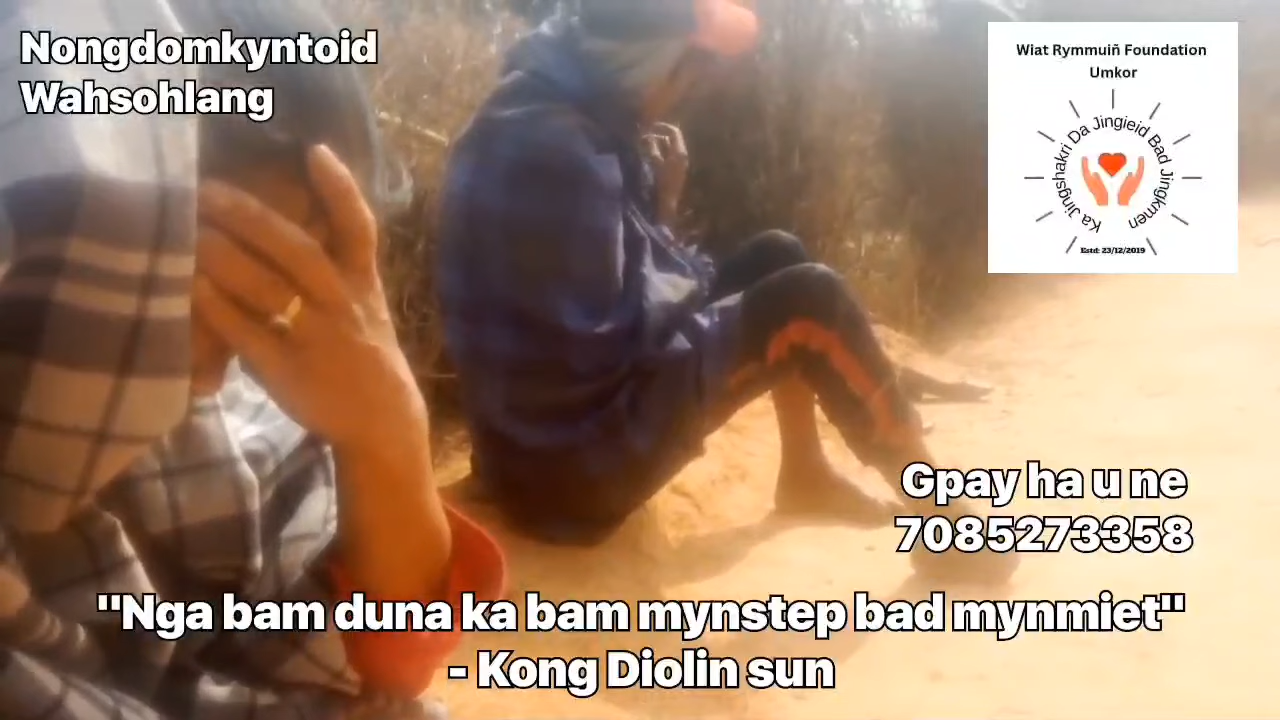 Nongdomkyntoid
Wahsohlang
Wiat Rymmuiñ Foundation
Umkor
Ka Jingshakri Da Jingieid Bad Jingkmen
Estd: 23/12/2019
Gpay ha u ne
7085273358
"Nga bam duna ka bam mynstep bad mynmiet"
- Kong Diolin sun